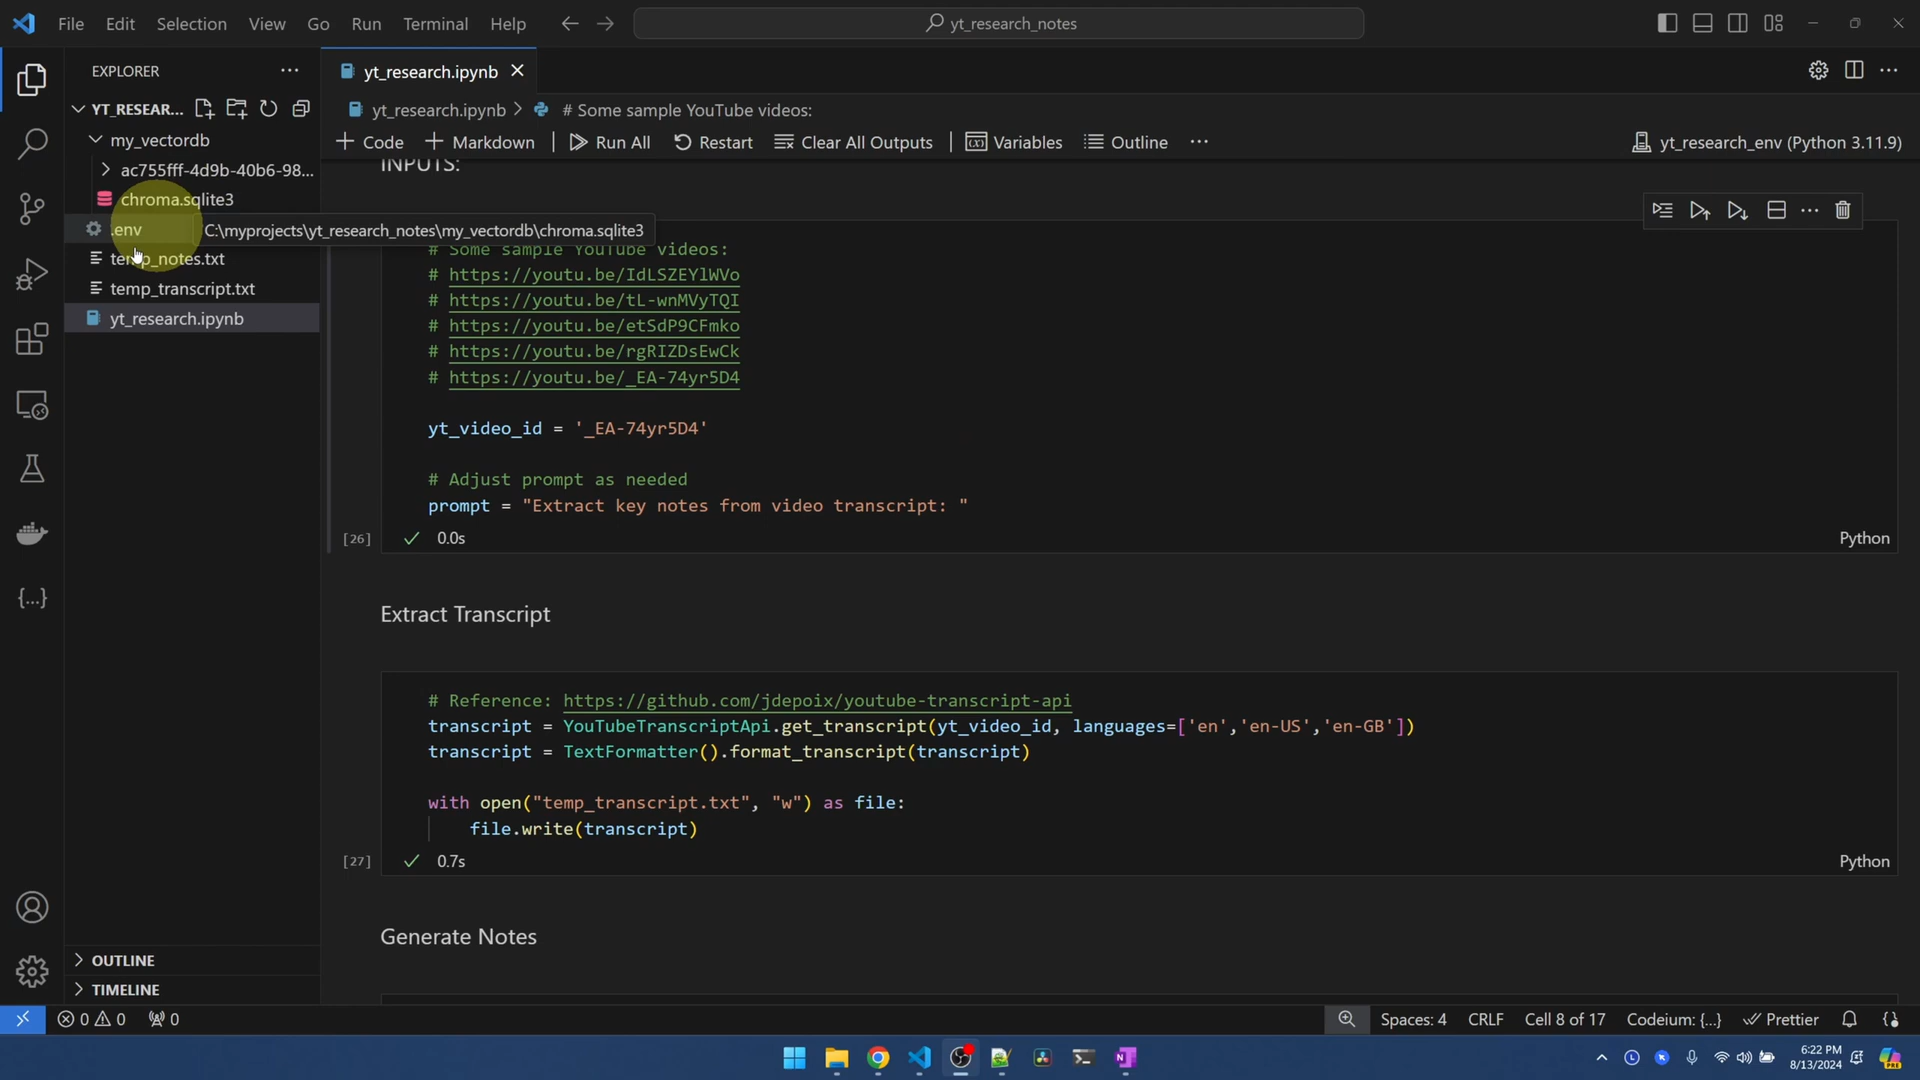 File Edit Selection View Go Run Terminal Help
yt_research_notes
EXPLORER
YT_RESEAR...
my_vectordb
ac755fff-4d9b-40b6-98...
chroma.sqlite3
.env
temp_notes.txt
temp_transcript.txt
yt_research.ipynb
OUTLINE
TIMELINE
yt_research.ipynb
yt_research.ipynb > # Some sample YouTube videos:
+ Code + Markdown Run All Restart Clear All Outputs Variables Outline ...
yt_research_env (Python 3.11.9)
INPUTS:
C:\myprojects\yt_research_notes\my_vectordb\chroma.sqlite3
# Some sample YouTube videos:
# https://youtu.be/IdLSZEYlWVo
# https://youtu.be/tL-wnMVyTQI
# https://youtu.be/etSdP9CFmko
# https://youtu.be/rgRIZDsEwCk
# https://youtu.be/_EA-74yr5D4
yt_video_id = '_EA-74yr5D4'
# Adjust prompt as needed
prompt = "Extract key notes from video transcript: "
[26] 0.0s Python
Extract Transcript
# Reference: https://github.com/jdepoix/youtube-transcript-api
transcript = YouTubeTranscriptApi.get_transcript(yt_video_id, languages=['en','en-US','en-GB'])
transcript = TextFormatter().format_transcript(transcript)
with open("temp_transcript.txt", "w") as file:
file.write(transcript)
[27] 0.7s Python
Generate Notes
0 0 0
Spaces: 4 CRLF Cell 8 of 17 Codeium: {...} Prettier
6:22 PM
8/13/2024